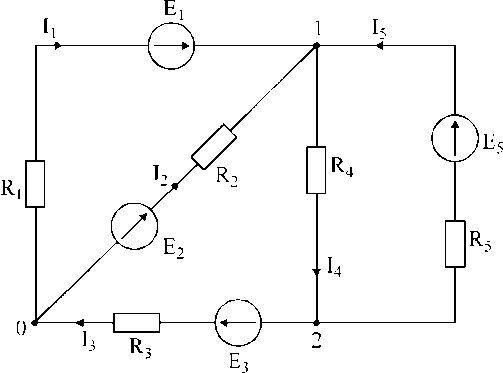 I₁ E₁ 1 I₅
R₁ I₂ R₂ R₄ E₅
E₂ R₅
I₄
0 I₃ R₃ E₃ 2